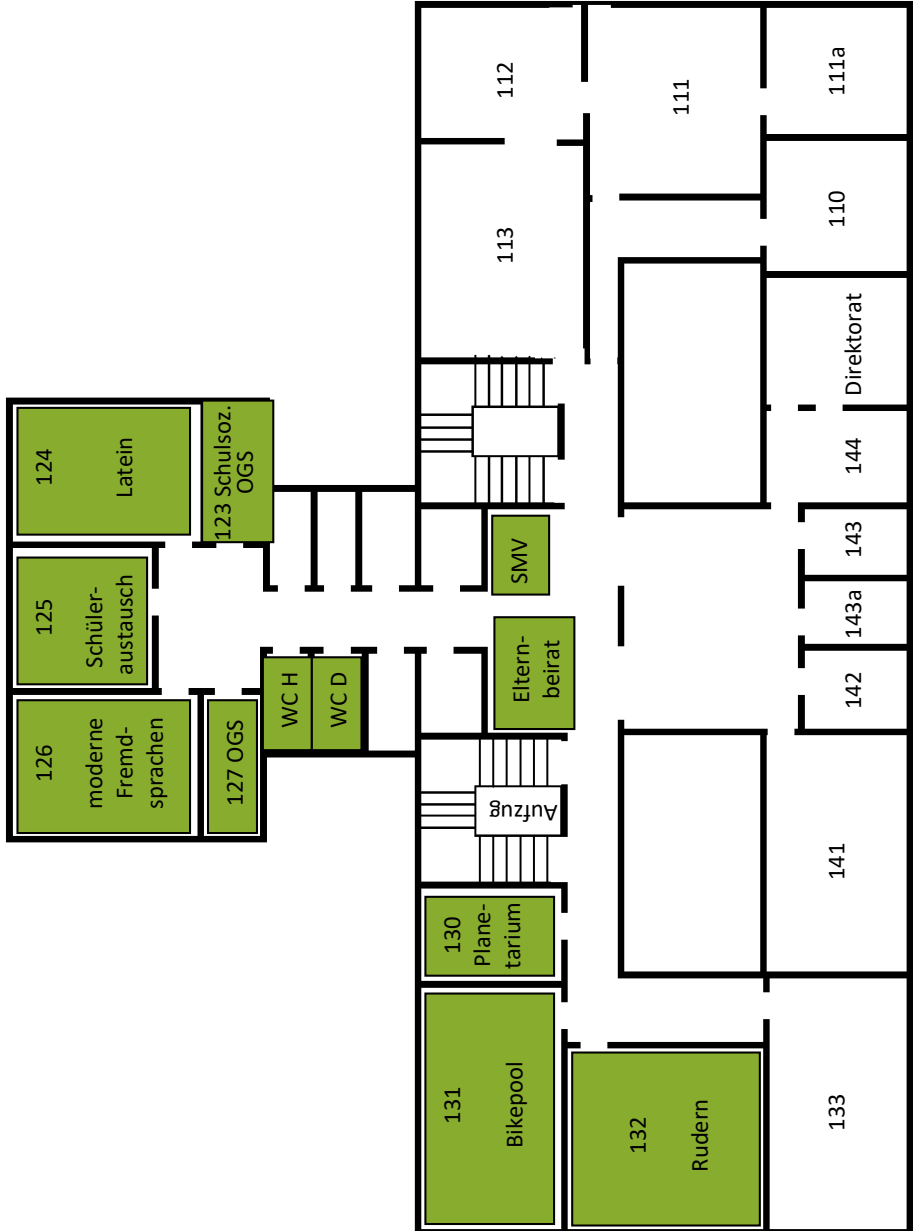 112
111
111a
113
110
Direktorat
144
143
143a
142
141
133
124
Latein
123 Schulsoz.
OGS
125
Schüler-
austausch
126
moderne
Fremd-
sprachen
127 OGS
WC H
WC D
SMV
Eltern-
beirat
Aufzug
130
Plane-
tarium
131
Bikepool
132
Rudern